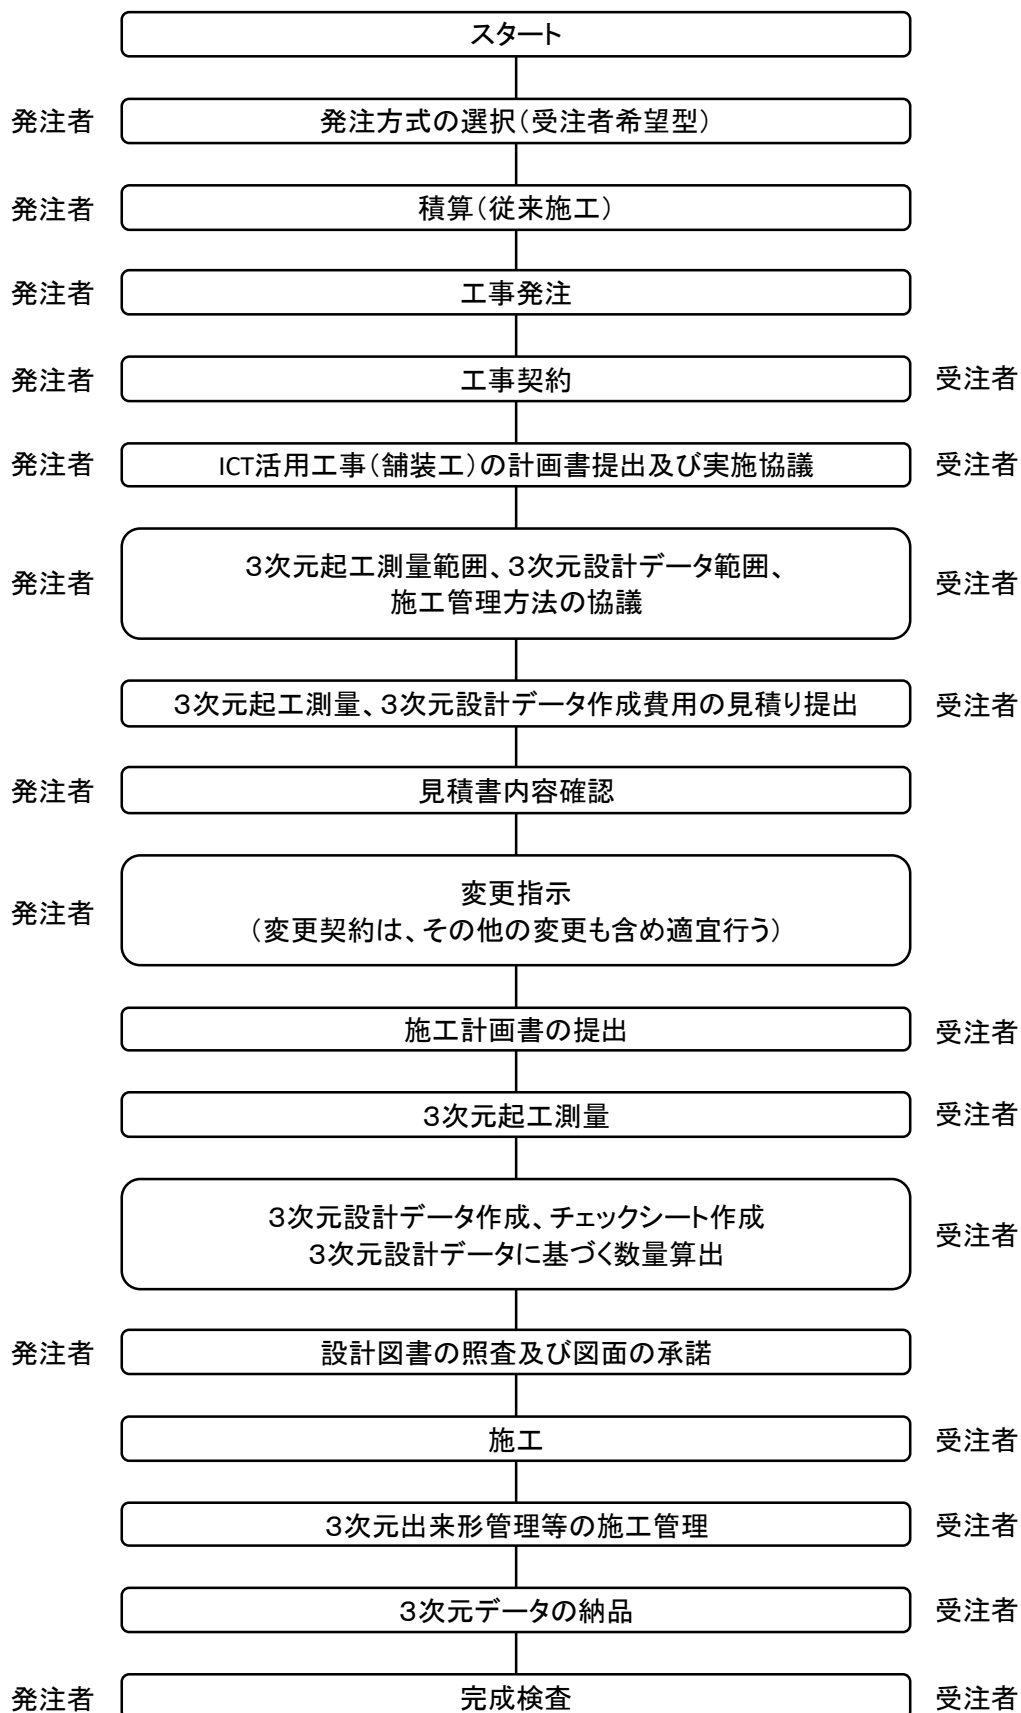 スタート
発注者
発注方式の選択(受注者希望型)
発注者
積算(従来施工)
発注者
工事発注
発注者
工事契約
受注者
発注者
ICT活用工事(舗装工)の計画書提出及び実施協議
受注者
発注者
3次元起工測量範囲、3次元設計データ範囲、
施工管理方法の協議
受注者
3次元起工測量、3次元設計データ作成費用の見積り提出
受注者
発注者
見積書内容確認
発注者
変更指示
(変更契約は、その他の変更も含め適宜行う)
施工計画書の提出
受注者
3次元起工測量
受注者
3次元設計データ作成、チェックシート作成
3次元設計データに基づく数量算出
受注者
発注者
設計図書の照査及び図面の承諾
施工
受注者
3次元出来形管理等の施工管理
受注者
3次元データの納品
受注者
発注者
完成検査
受注者